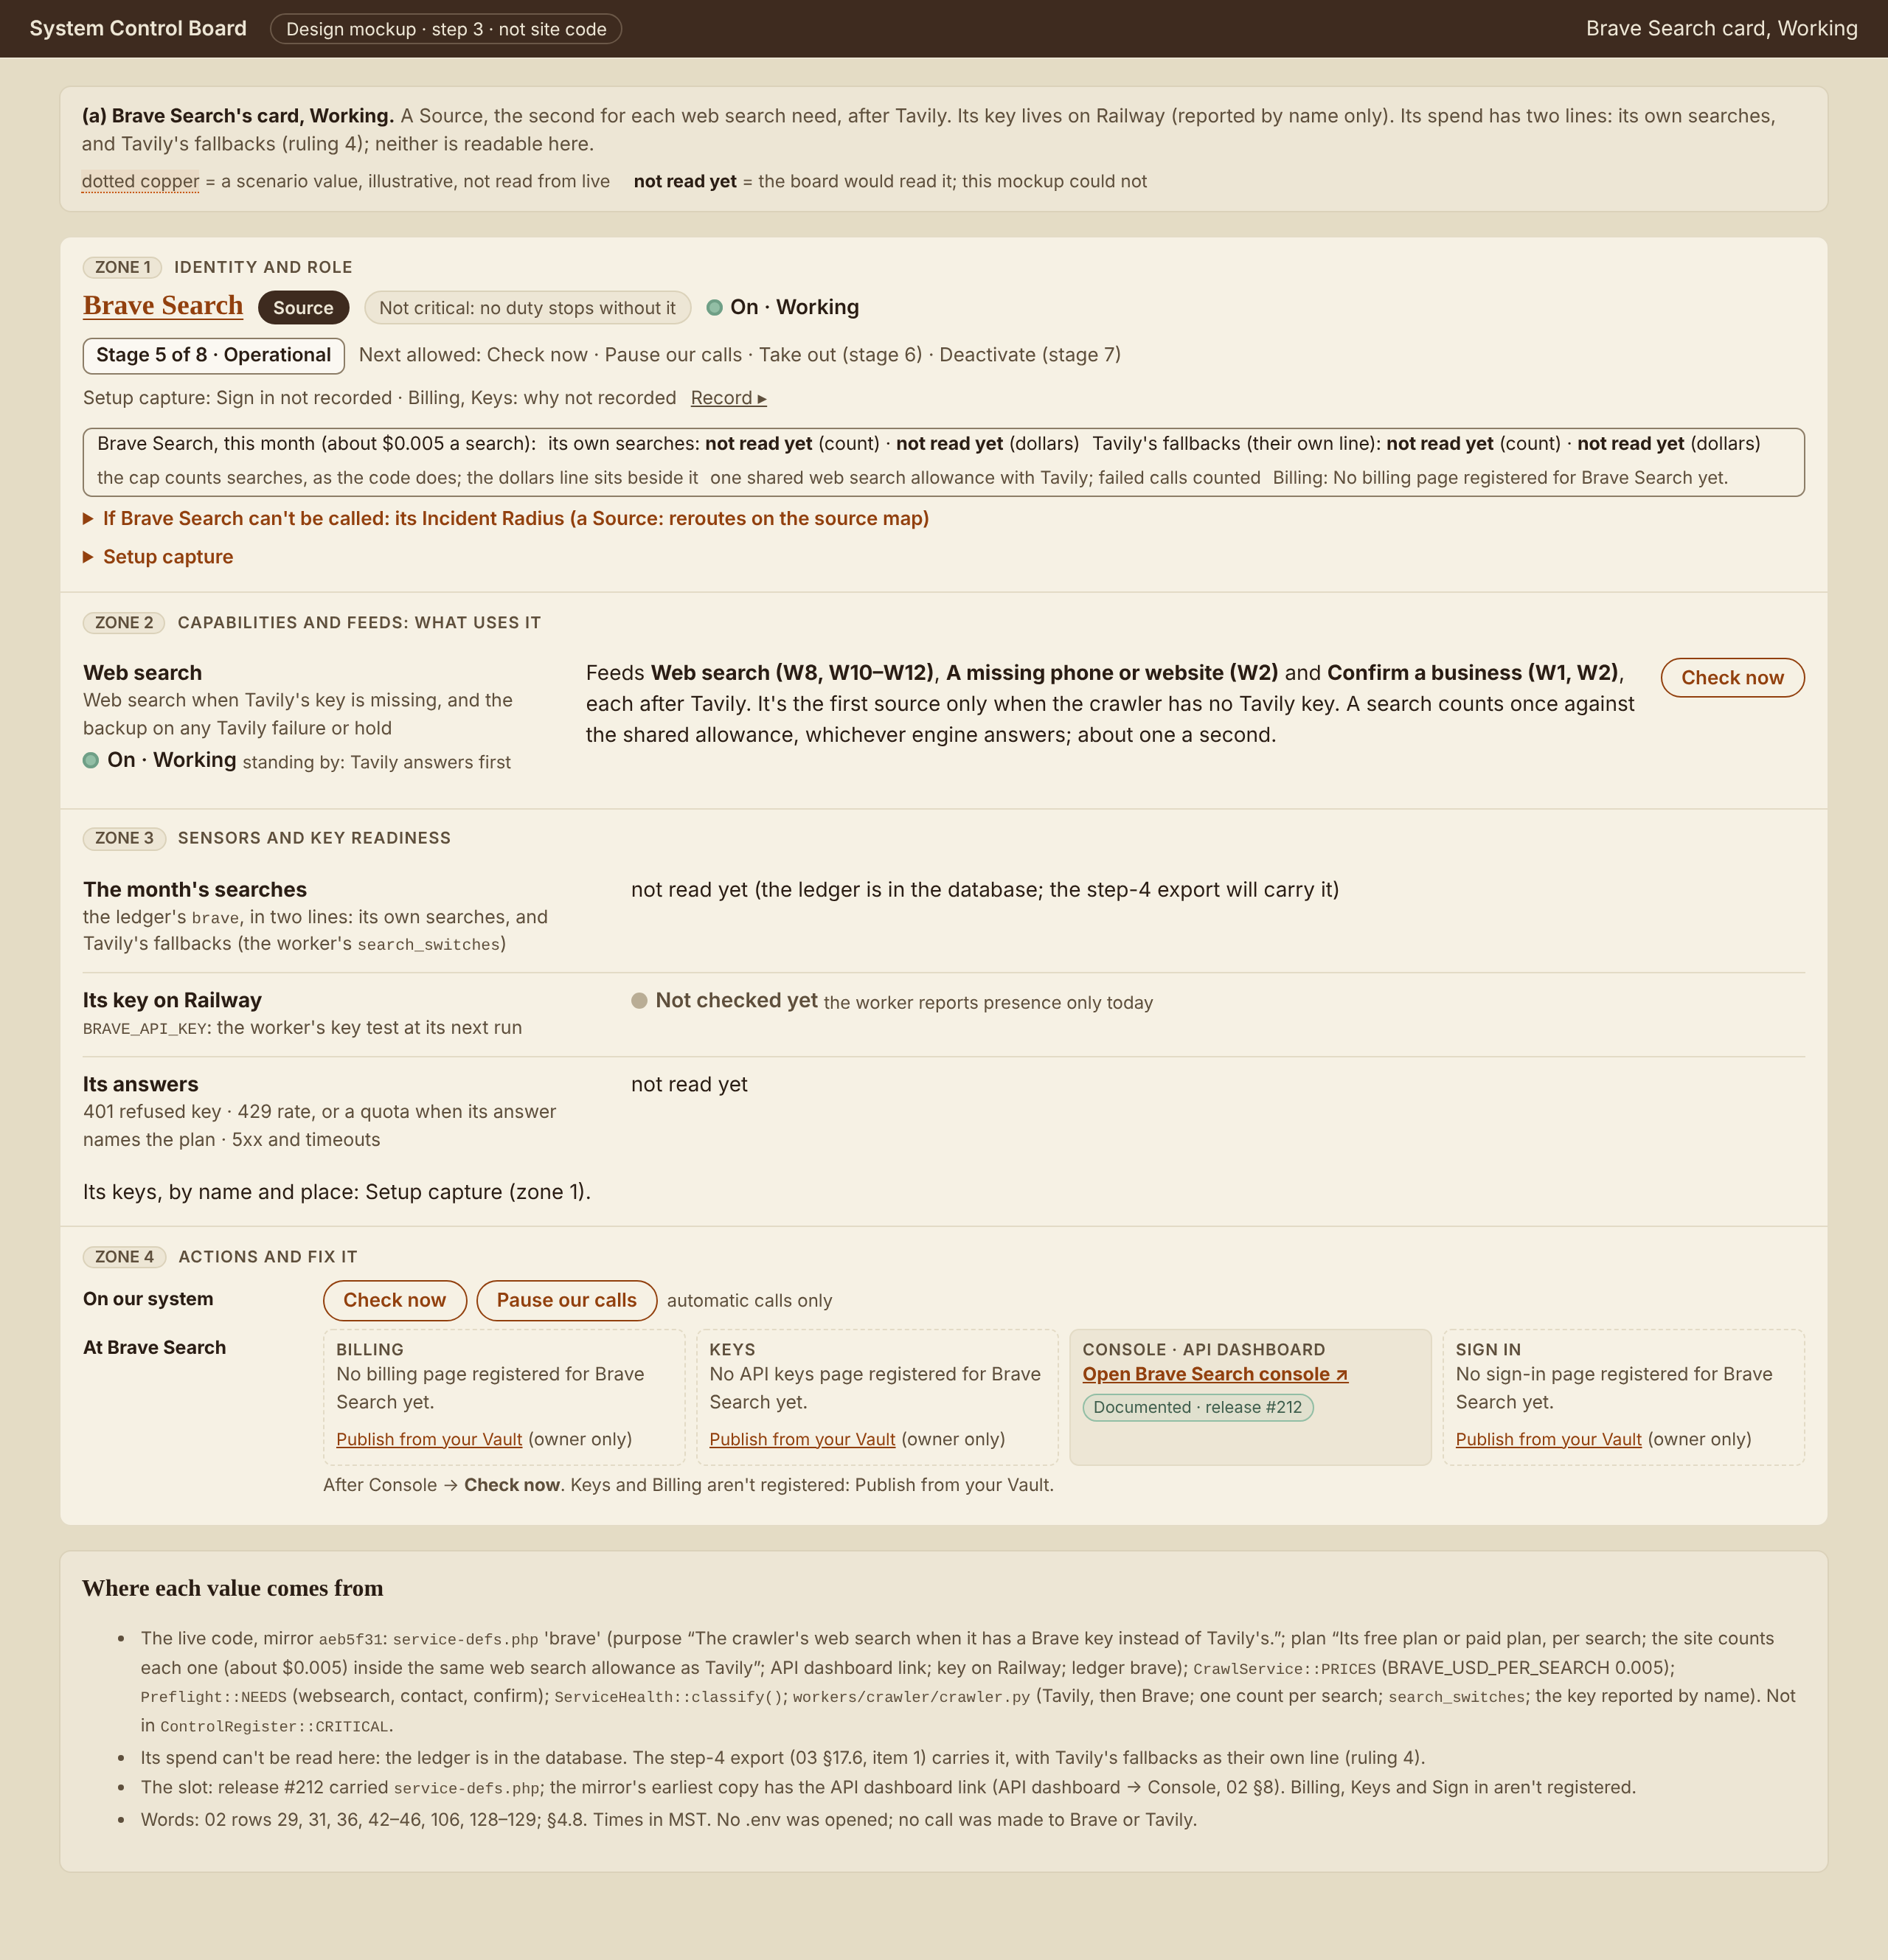 System Control Board
Design mockup · step 3 · not site code
Brave Search card, Working
(a) Brave Search's card, Working. A Source, the second for each web search need, after Tavily. Its key lives on Railway (reported by name only). Its spend has two lines: its own searches,
and Tavily's fallbacks (ruling 4); neither is readable here.
dotted copper = a scenario value, illustrative, not read from live not read yet = the board would read it; this mockup could not
ZONE 1 IDENTITY AND ROLE
Brave Search Source Not critical: no duty stops without it On · Working
Stage 5 of 8 · Operational Next allowed: Check now · Pause our calls · Take out (stage 6) · Deactivate (stage 7)
Setup capture: Sign in not recorded · Billing, Keys: why not recorded Record ▸
Brave Search, this month (about $0.005 a search): its own searches: not read yet (count) · not read yet (dollars) Tavily's fallbacks (their own line): not read yet (count) · not read yet (dollars)
the cap counts searches, as the code does; the dollars line sits beside it one shared web search allowance with Tavily; failed calls counted Billing: No billing page registered for Brave Search yet.
▶ If Brave Search can't be called: its Incident Radius (a Source: reroutes on the source map)
▶ Setup capture
ZONE 2 CAPABILITIES AND FEEDS: WHAT USES IT
Web search
Web search when Tavily's key is missing, and the
backup on any Tavily failure or hold
On · Working standing by: Tavily answers first
Feeds Web search (W8, W10–W12), A missing phone or website (W2) and Confirm a business (W1, W2),
each after Tavily. It's the first source only when the crawler has no Tavily key. A search counts once against
the shared allowance, whichever engine answers; about one a second.
Check now
ZONE 3 SENSORS AND KEY READINESS
The month's searches
the ledger's brave, in two lines: its own searches, and
Tavily's fallbacks (the worker's search_switches)
not read yet (the ledger is in the database; the step-4 export will carry it)
Its key on Railway
BRAVE_API_KEY: the worker's key test at its next run
Not checked yet the worker reports presence only today
Its answers
401 refused key · 429 rate, or a quota when its answer
names the plan · 5xx and timeouts
not read yet
Its keys, by name and place: Setup capture (zone 1).
ZONE 4 ACTIONS AND FIX IT
On our system
Check now Pause our calls automatic calls only
At Brave Search
BILLING
No billing page registered for Brave
Search yet.
Publish from your Vault (owner only)
KEYS
No API keys page registered for Brave
Search yet.
Publish from your Vault (owner only)
CONSOLE · API DASHBOARD
Open Brave Search console ↗
Documented · release #212
SIGN IN
No sign-in page registered for Brave
Search yet.
Publish from your Vault (owner only)
After Console → Check now. Keys and Billing aren't registered: Publish from your Vault.
Where each value comes from
• The live code, mirror aeb5f31: service-defs.php 'brave' (purpose “The crawler's web search when it has a Brave key instead of Tavily's.”; plan “Its free plan or paid plan, per search; the site counts
each one (about $0.005) inside the same web search allowance as Tavily”; API dashboard link; key on Railway; ledger brave); CrawlService::PRICES (BRAVE_USD_PER_SEARCH 0.005);
Preflight::NEEDS (websearch, contact, confirm); ServiceHealth::classify(); workers/crawler/crawler.py (Tavily, then Brave; one count per search; search_switches; the key reported by name). Not
in ControlRegister::CRITICAL.
• Its spend can't be read here: the ledger is in the database. The step-4 export (03 §17.6, item 1) carries it, with Tavily's fallbacks as their own line (ruling 4).
• The slot: release #212 carried service-defs.php; the mirror's earliest copy has the API dashboard link (API dashboard → Console, 02 §8). Billing, Keys and Sign in aren't registered.
• Words: 02 rows 29, 31, 36, 42–46, 106, 128–129; §4.8. Times in MST. No .env was opened; no call was made to Brave or Tavily.